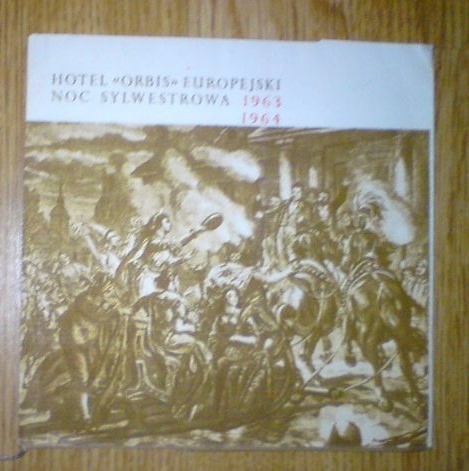 HOTEL «ORBIS» EUROPEJSKI
NOC SYLWESTROWA 1963
1964